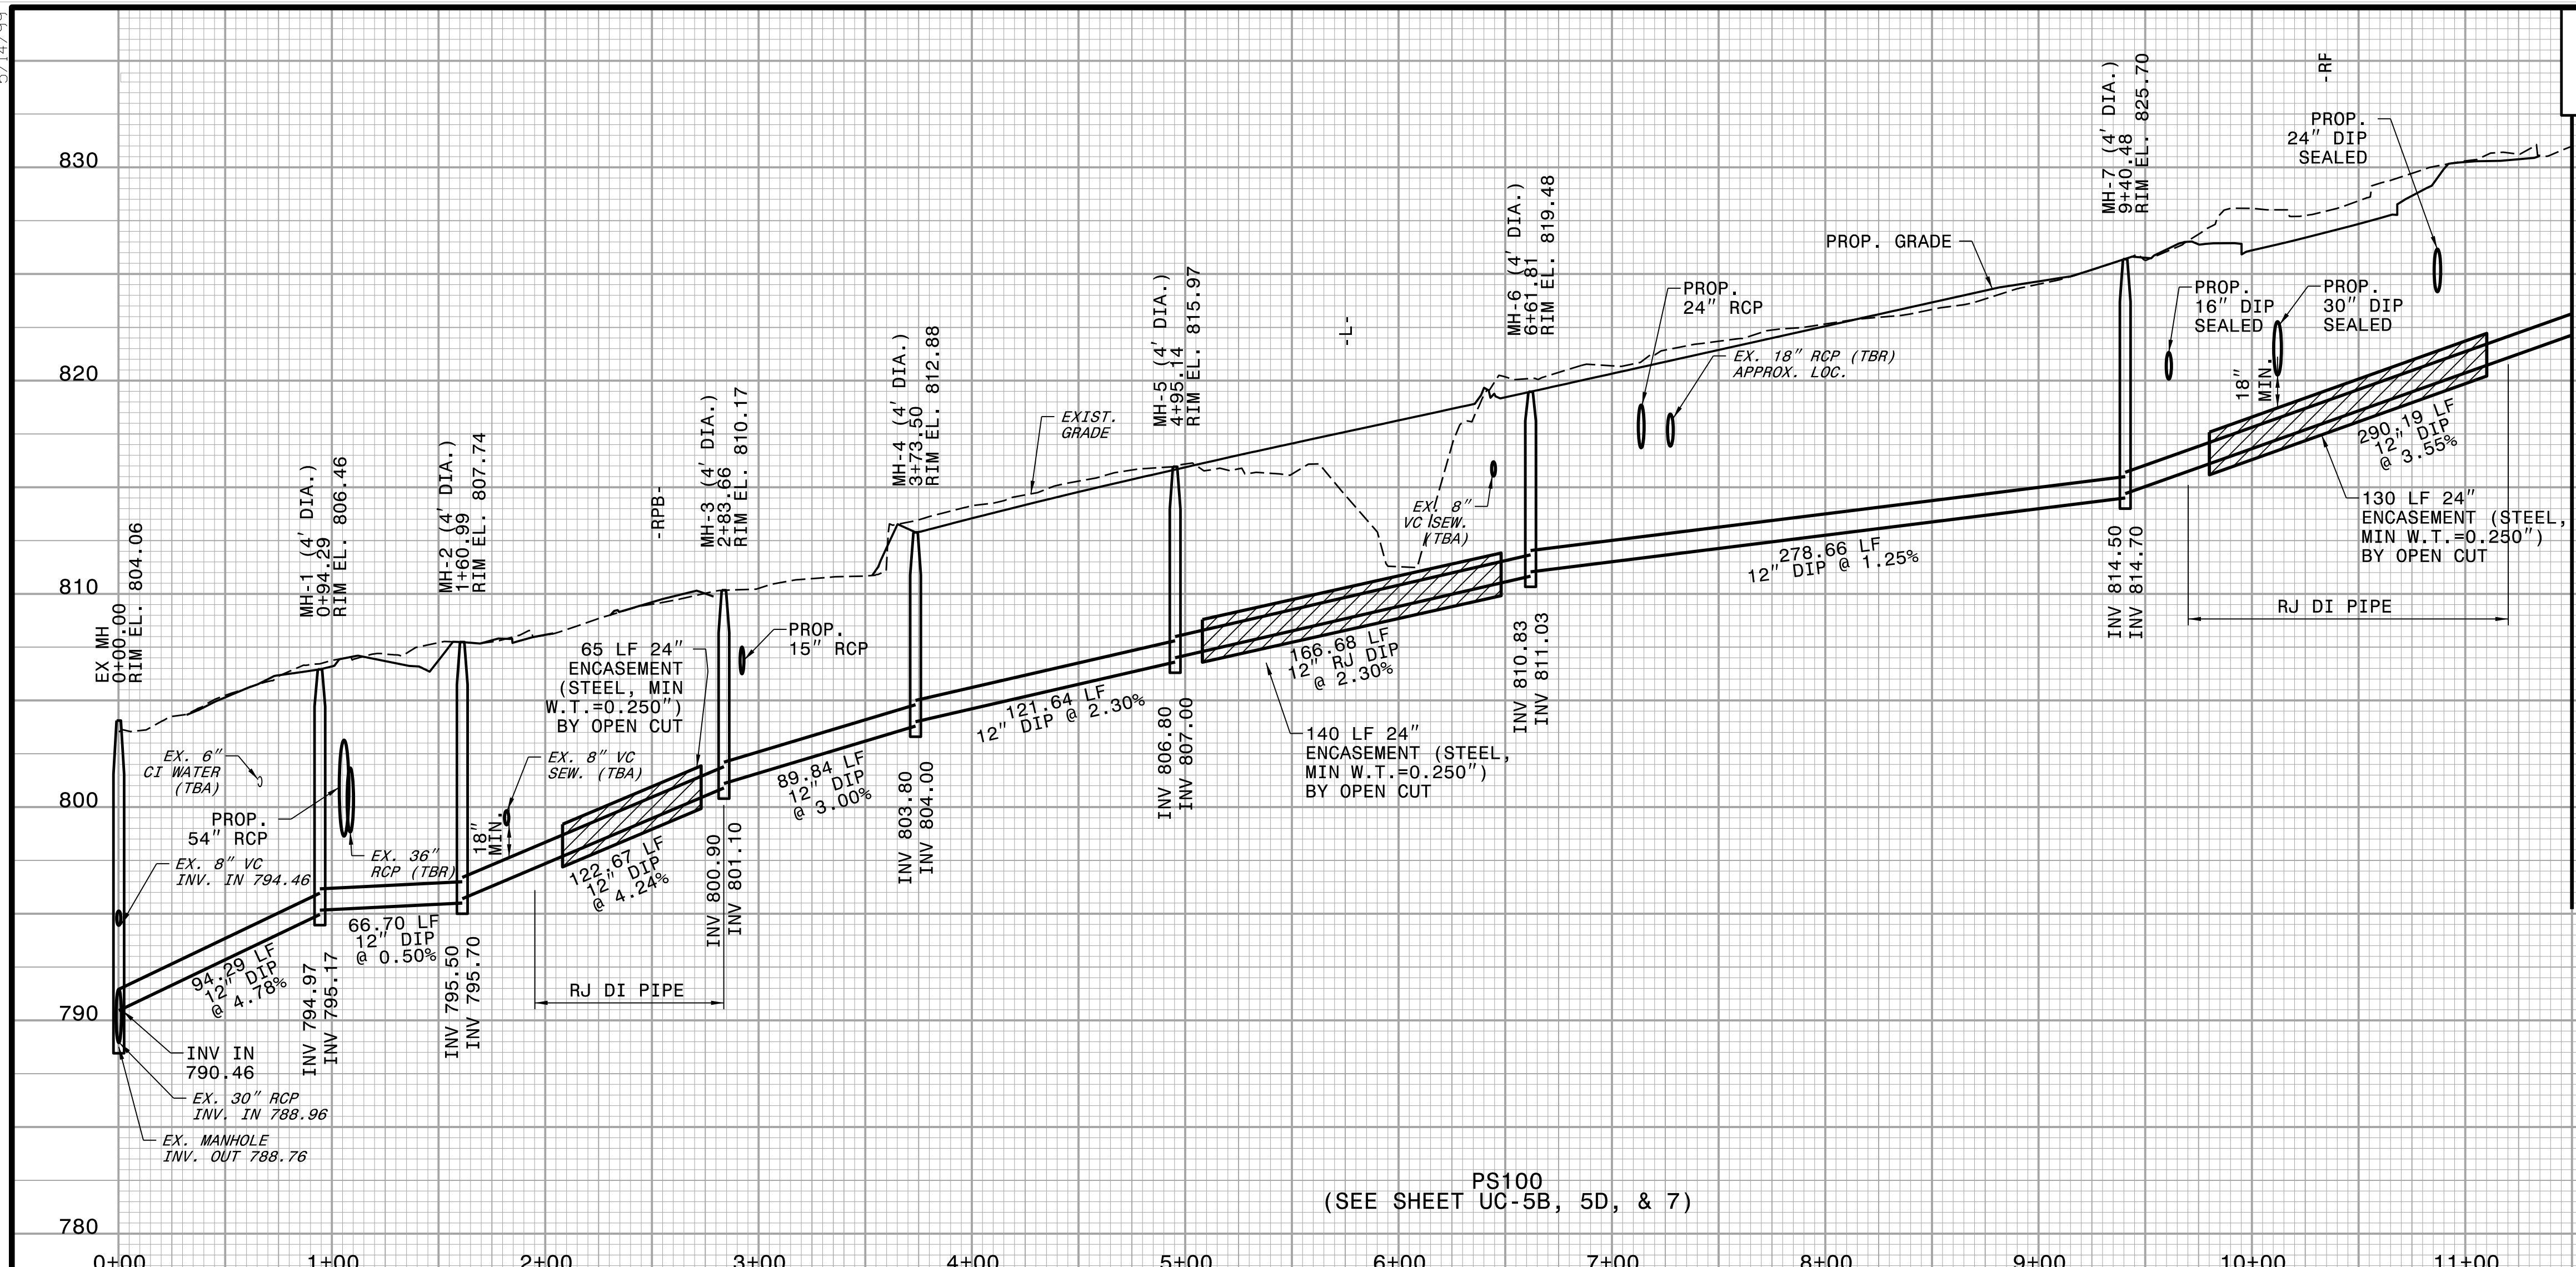 5/14/99
830
820
810
800
790
780
0+00
1+00
2+00
3+00
4+00
5+00
6+00
7+00
8+00
9+00
10+00
11+00
EX MH
0+00.00
RIM EL. 804.06
MH-1 (4' DIA.)
0+94.29
RIM EL. 806.46
MH-2 (4' DIA.)
1+60.99
RIM EL. 807.74
-RPB-
MH-3 (4' DIA.)
2+83.66
RIM EL. 810.17
MH-4 (4' DIA.)
3+73.50
RIM EL. 812.88
EXIST.
GRADE
MH-5 (4' DIA.)
4+95.14
RIM EL. 815.97
-L-
MH-6 (4' DIA.)
6+61.81
RIM EL. 819.48
PROP.
24" RCP
EX. 18" RCP (TBR)
APPROX. LOC.
PROP. GRADE
MH-7 (4' DIA.)
9+40.48
RIM EL. 825.70
-RF
PROP.
24" DIP
SEALED
PROP.
16" DIP
SEALED
PROP.
30" DIP
SEALED
18"
MIN.
EX. 6"
CI WATER
(TBA)
PROP.
54" RCP
EX. 8" VC
INV. IN 794.46
EX. 36"
RCP (TBR)
18"
MIN.
EX. 8" VC
SEW. (TBA)
65 LF 24"
ENCASEMENT
(STEEL, MIN
W.T.=0.250")
BY OPEN CUT
PROP.
15" RCP
EX. 8"
VC SEW.
(TBA)
94.29 LF
12" DIP
@ 4.78%
66.70 LF
12" DIP
@ 0.50%
122.67 LF
12" DIP
@ 4.24%
89.84 LF
12" DIP
@ 3.00%
121.64 LF
12" DIP @ 2.30%
166.68 LF
12" RJ DIP
@ 2.30%
278.66 LF
12" DIP @ 1.25%
290.19 LF
12" DIP
@ 3.55%
140 LF 24"
ENCASEMENT (STEEL,
MIN W.T.=0.250")
BY OPEN CUT
130 LF 24"
ENCASEMENT (STEEL,
MIN W.T.=0.250")
BY OPEN CUT
RJ DI PIPE
RJ DI PIPE
INV 794.97
INV 795.17
INV 795.50
INV 795.70
INV 800.90
INV 801.10
INV 803.80
INV 804.00
INV 806.80
INV 807.00
INV 810.83
INV 811.03
INV 814.50
INV 814.70
INV IN
790.46
EX. 30" RCP
INV. IN 788.96
EX. MANHOLE
INV. OUT 788.76
PS100
(SEE SHEET UC-5B, 5D, & 7)